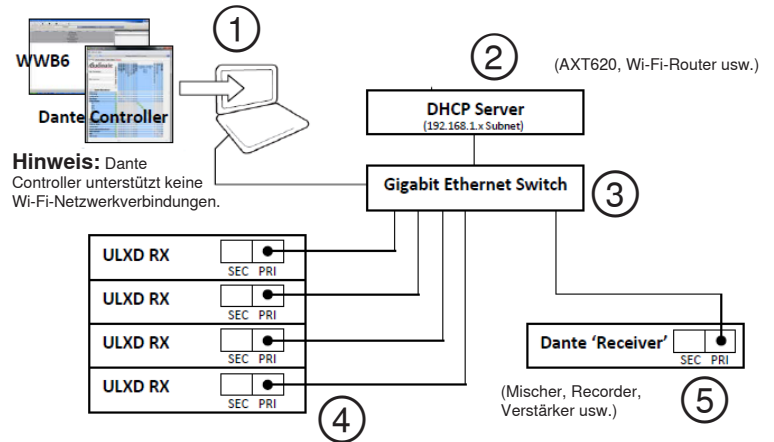 1
2
(AXT620, Wi-Fi-Router usw.)
WWB6
Dante Controller
DHCP Server
(192.168.1.x Subnet)
Hinweis: Dante
Controller unterstützt keine
Wi-Fi-Netzwerkverbindungen.
Gigabit Ethernet Switch
3
ULXD RX
SEC PRI
ULXD RX
SEC PRI
ULXD RX
SEC PRI
ULXD RX
SEC PRI
4
Dante ‘Receiver’
SEC PRI
(Mischer, Recorder,
Verstärker usw.)
5